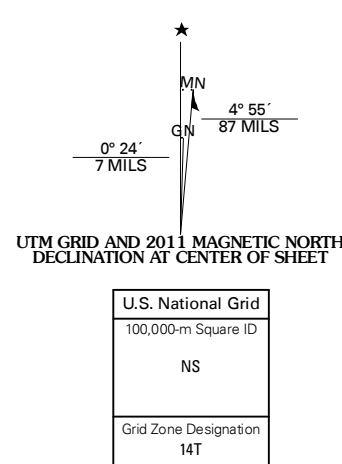 MN
4° 55´
87 MILS
GN
0° 24´
7 MILS
UTM GRID AND 2011 MAGNETIC NORTH
DECLINATION AT CENTER OF SHEET
U.S. National Grid
100,000-m Square ID
NS
Grid Zone Designation
14T